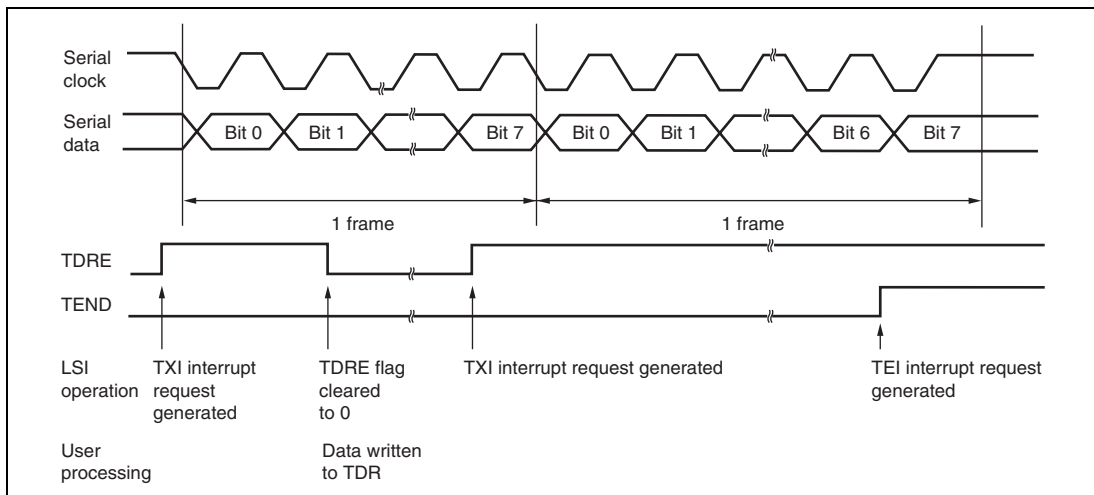 Serial
clock
Serial
data
Bit 0
Bit 1
Bit 7
Bit 0
Bit 1
Bit 6
Bit 7
1 frame
1 frame
TDRE
TEND
LSI
operation
TXI interrupt
request
generated
TDRE flag
cleared
to 0
TXI interrupt request generated
TEI interrupt request
generated
User
processing
Data written
to TDR